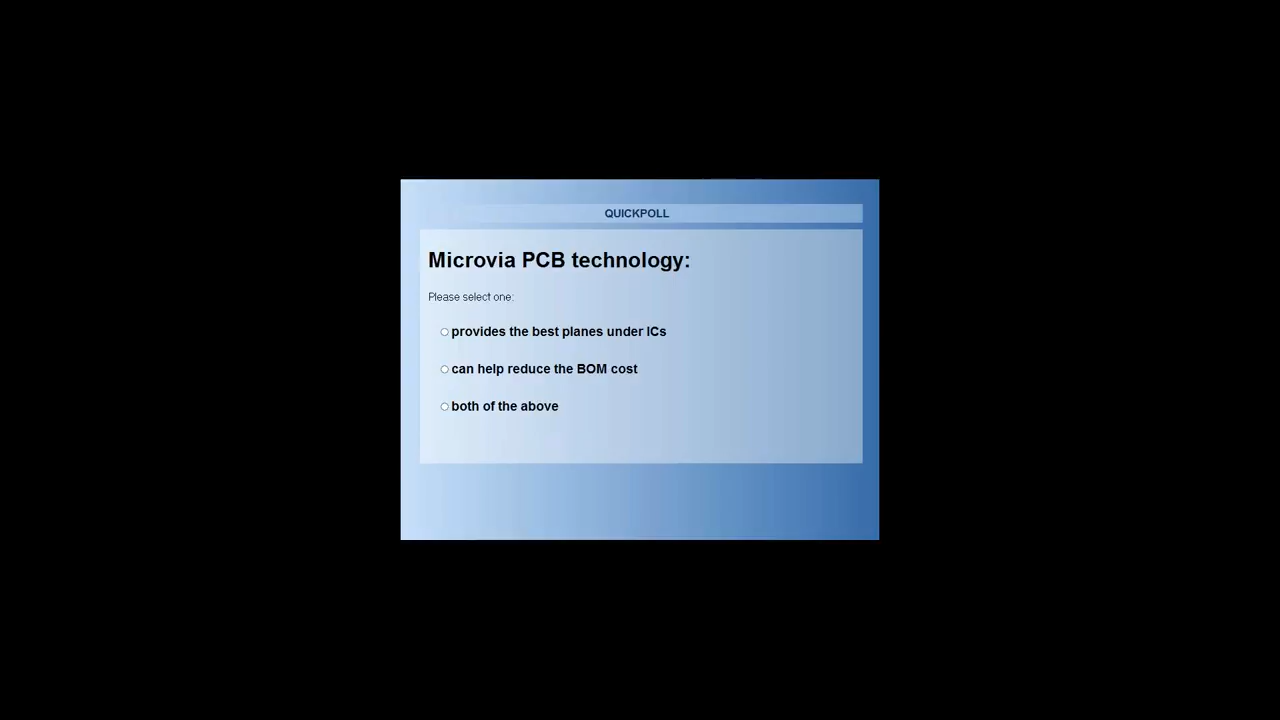 QUICKPOLL
Microvia PCB technology:
Please select one:
provides the best planes under ICs
can help reduce the BOM cost
both of the above